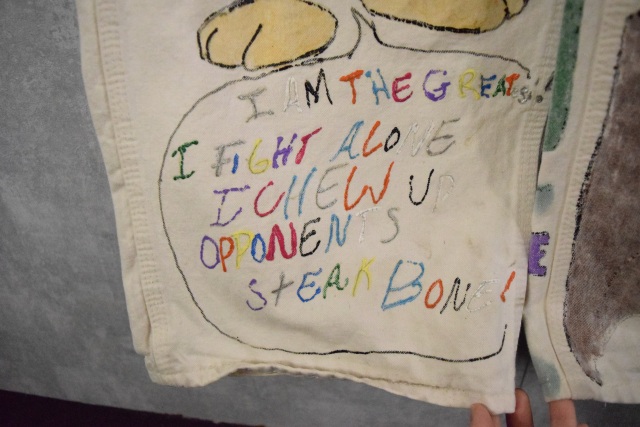 I AM THE GREATEST!!
I FIGHT ALONE
I CHEW UP
OPPONENTS
STEAK BONE!
E